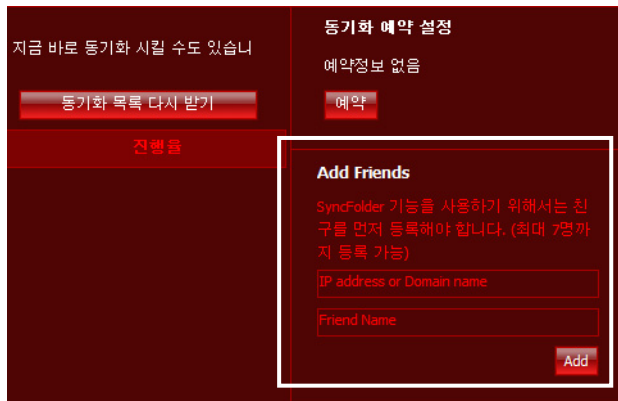 지금 바로 동기화 시킬 수도 있습니
동기화 목록 다시 받기
진행율
동기화 예약 설정
예약정보 없음
예약
Add Friends
SyncFolder 기능를 사용하기 위해서는 친
구를 먼저 등록해야 합니다. (최대 7명까
지 등록 가능)
IP address or Domain name
Friend Name
Add